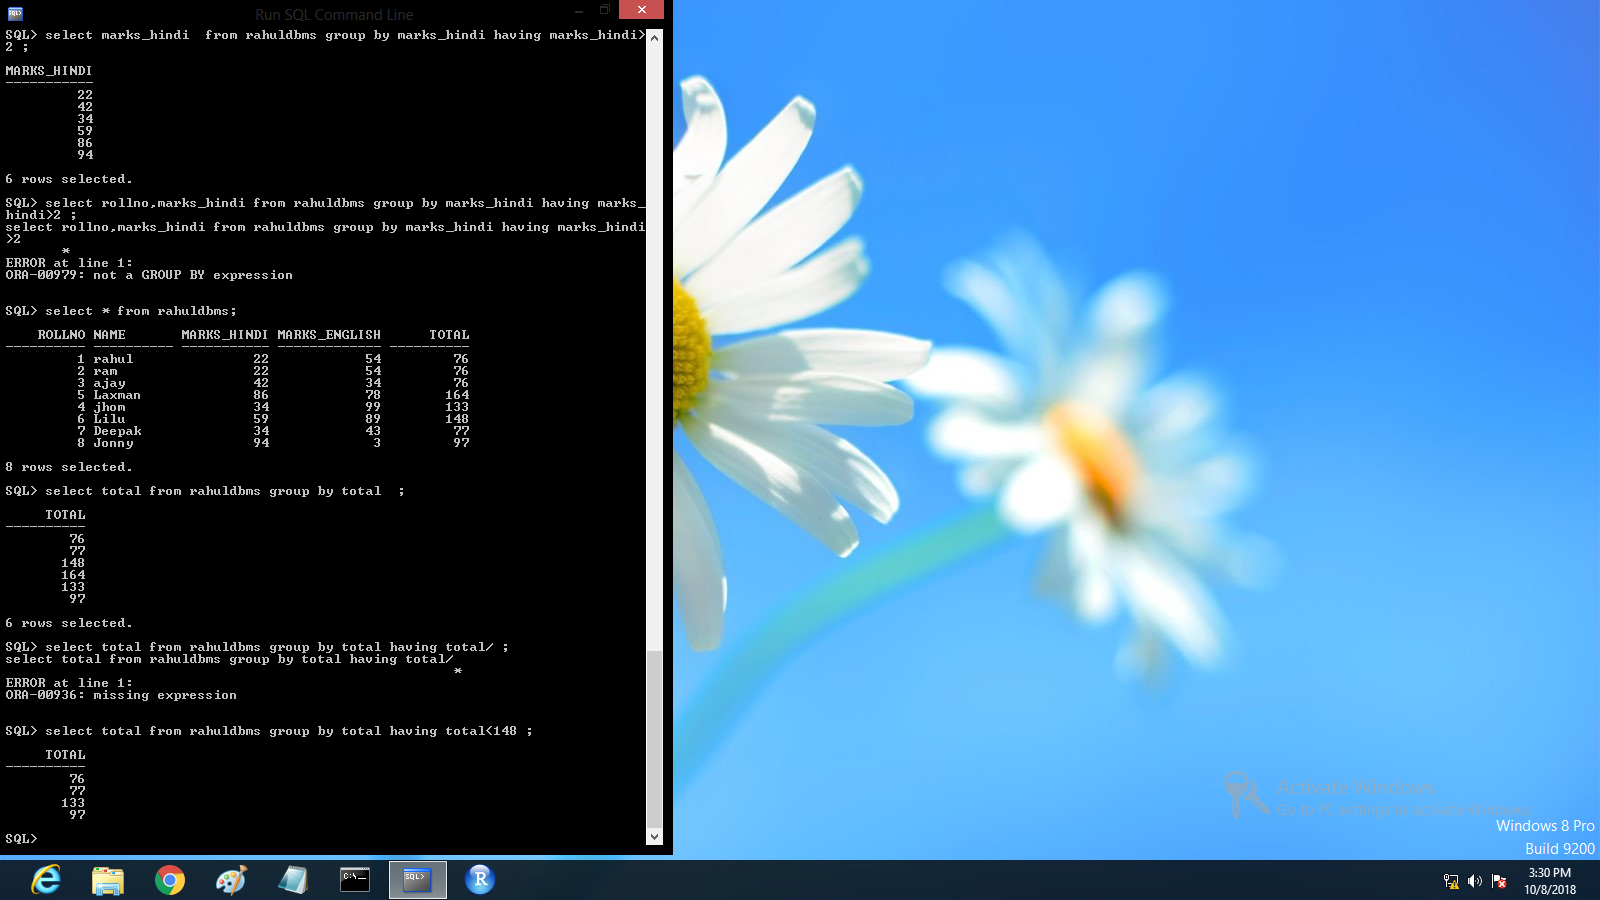 Run SQL Command Line
SQL> select marks_hindi  from rahuldbms group by marks_hindi having marks_hindi>
2 ;
MARKS_HINDI
-----------
22
42
34
59
86
94
6 rows selected.
SQL> select rollno,marks_hindi from rahuldbms group by marks_hindi having marks_
hindi>2 ;
select rollno,marks_hindi from rahuldbms group by marks_hindi having marks_hindi
>2
*
ERROR at line 1:
ORA-00979: not a GROUP BY expression
SQL> select * from rahuldbms;
ROLLNO NAME       MARKS_HINDI MARKS_ENGLISH      TOTAL
---------- ---------- ----------- ------------- ----------
1 rahul               22            54         76
2 ram                 22            54         76
3 ajay                42            34         76
5 Laxman              86            78        164
4 jhom                34            99        133
6 Lilu                59            89        148
7 Deepak              34            43         77
8 Jonny               94             3         97
8 rows selected.
SQL> select total from rahuldbms group by total  ;
TOTAL
----------
76
77
148
164
133
97
6 rows selected.
SQL> select total from rahuldbms group by total having total/ ;
select total from rahuldbms group by total having total/
*
ERROR at line 1:
ORA-00936: missing expression
SQL> select total from rahuldbms group by total having total<148 ;
TOTAL
----------
76
77
133
97
SQL>
Activate Windows
Go to PC settings to activate Windows.
Windows 8 Pro
Build 9200
C:\_
SQL>
R
3:30 PM
10/8/2018